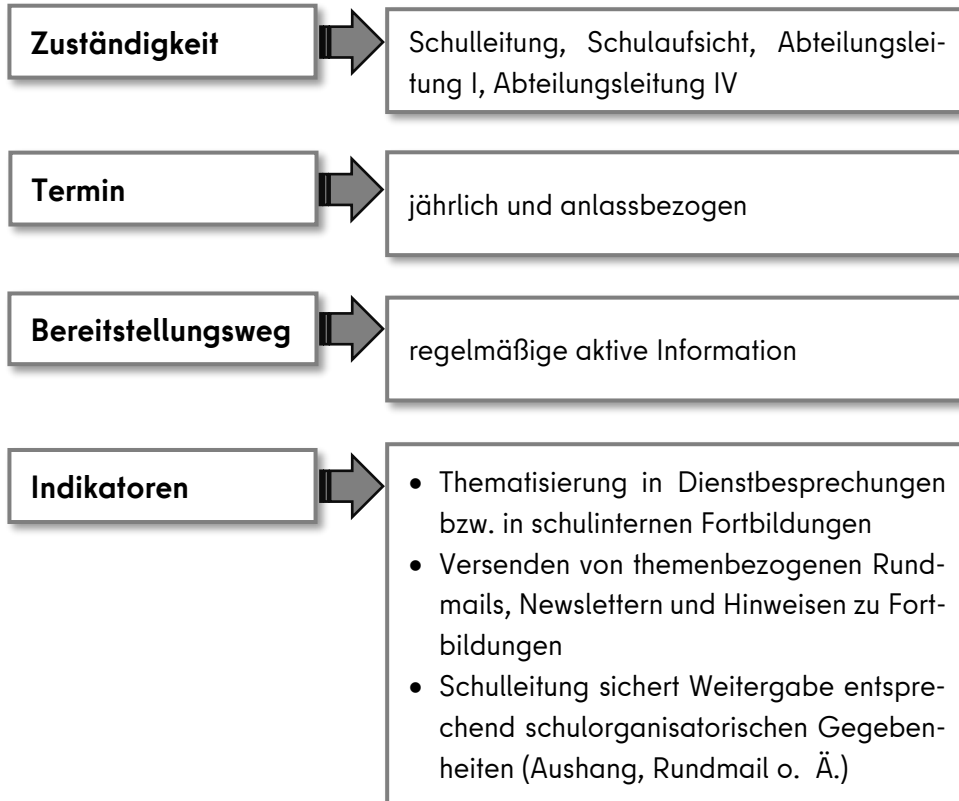 Zuständigkeit
Schulleitung, Schulaufsicht, Abteilungslei-
tung I, Abteilungsleitung IV
Termin
jährlich und anlassbezogen
Bereitstellungsweg
regelmäßige aktive Information
Indikatoren
• Thematisierung in Dienstbesprechungen
bzw. in schulinternen Fortbildungen
• Versenden von themenbezogenen Rund-
mails, Newslettern und Hinweisen zu Fort-
bildungen
• Schulleitung sichert Weitergabe entspre-
chend schulorganisatorischen Gegeben-
heiten (Aushang, Rundmail o. Ä.)